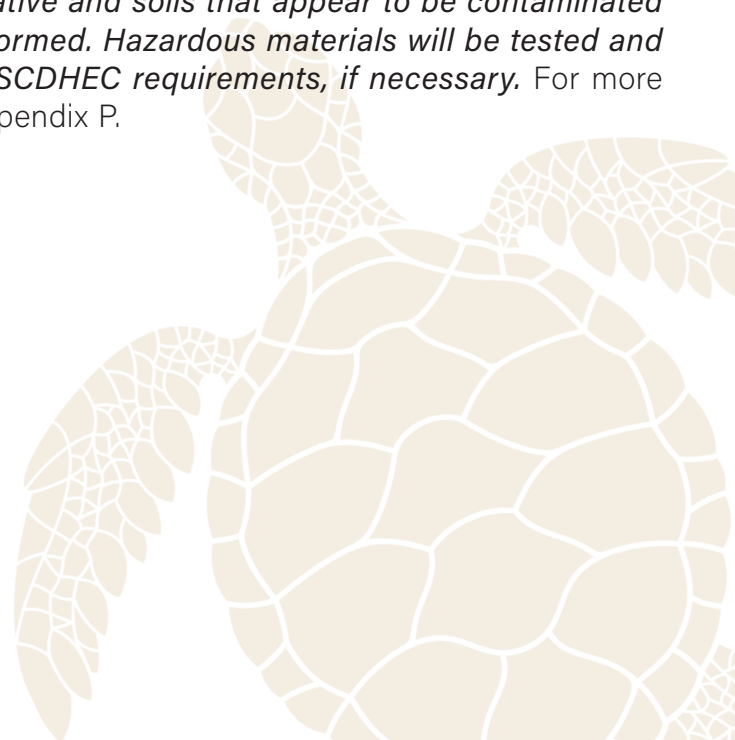 ative and soils that appear to be contaminated
ormed. Hazardous materials will be tested and
SCDHEC requirements, if necessary. For more
pendix P.